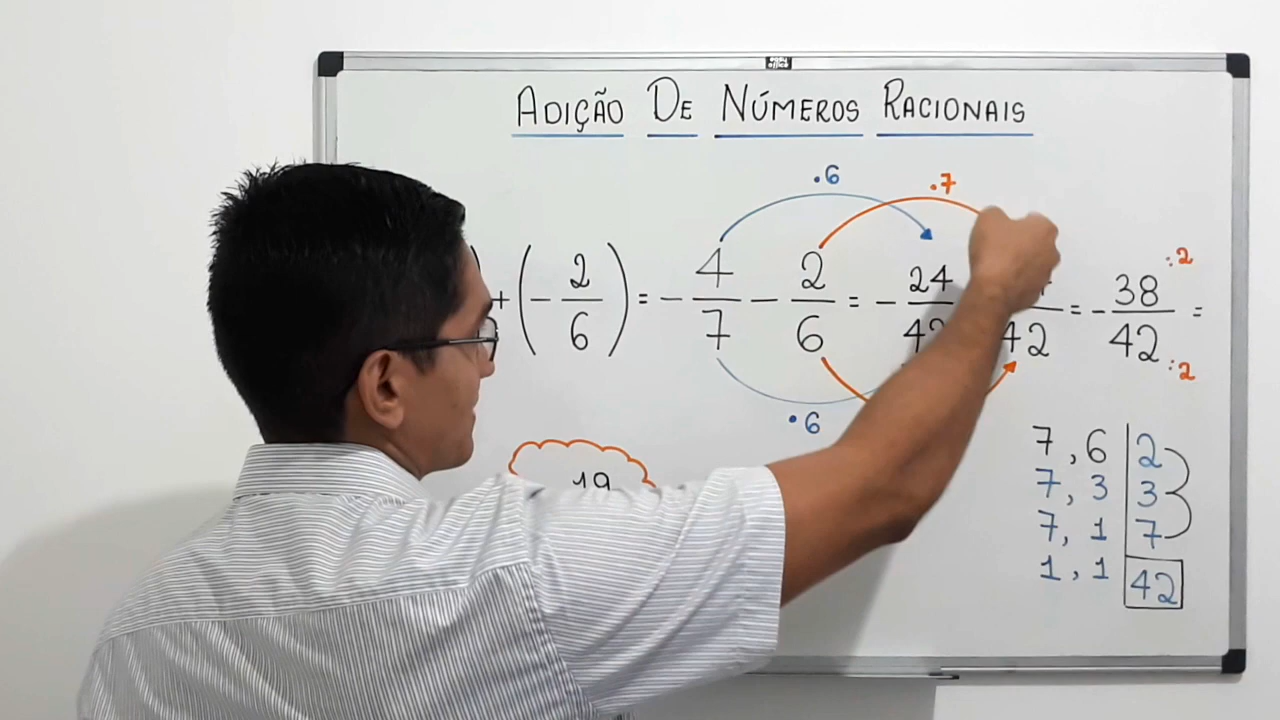 ADIÇÃO DE NÚMEROS RACIONAIS
.6 .7
+ (- 2/6) = - 4/7 - 2/6 = - 24/42 42 = - 38/42 =
:2
:2
.6
7, 6 | 2
7, 3 | 3
7, 1 | 7
1, 1 | 42
19